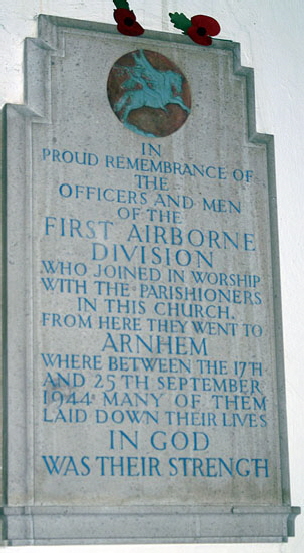 IN
PROUD REMEMBRANCE OF
THE
OFFICERS AND MEN
OF THE
FIRST AIRBORNE
DIVISION
WHO JOINED IN WORSHIP
WITH THE PARISHIONERS
IN THIS CHURCH.
FROM HERE THEY WENT TO
ARNHEM
WHERE BETWEEN THE 17TH
AND 25TH SEPTEMBER
1944 MANY OF THEM
LAID DOWN THEIR LIVES
IN GOD
WAS THEIR STRENGTH